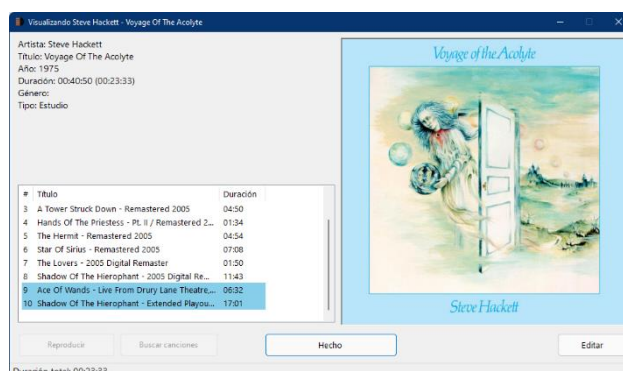 Visualizando Steve Hackett - Voyage Of The Acolyte
Artista: Steve Hackett
Título: Voyage Of The Acolyte
Año: 1975
Duración: 00:40:50 (00:23:33)
Género:
Tipo: Estudio
Voyage of the Acolyte
Steve Hackett
# Título Duración
3 A Tower Struck Down - Remastered 2005 04:50
4 Hands Of The Priestess - Pt. II / Remastered 2... 01:34
5 The Hermit - Remastered 2005 04:54
6 Star Of Sirius - Remastered 2005 07:08
7 The Lovers - 2005 Digital Remaster 01:50
8 Shadow Of The Hierophant - 2005 Digital Re... 11:43
9 Ace Of Wands - Live From Drury Lane Theatre,... 06:32
10 Shadow Of The Hierophant - Extended Playou... 17:01
Reproducir Buscar canciones Hecho Editar
Duración total: 00:23:33